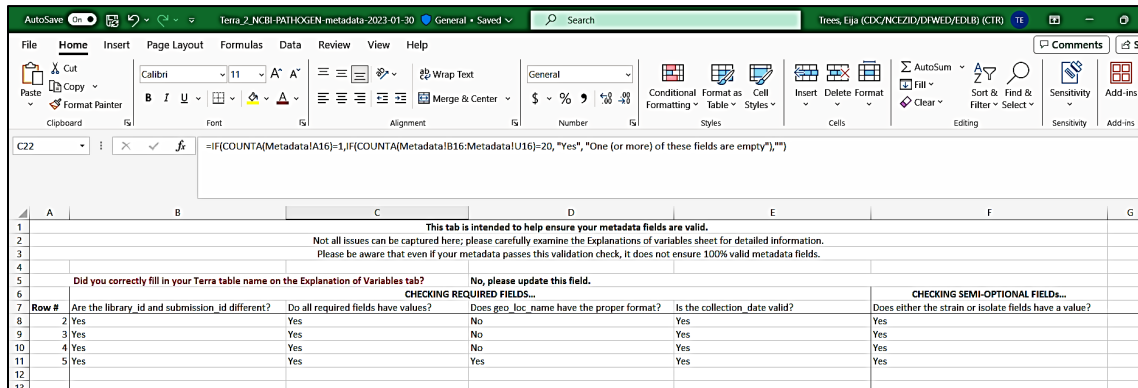 AutoSave On Terra_2_NCBI-PATHOGEN-metadata-2023-01-30 General • Saved Search Trees, Eija (CDC/NCEZID/DFWED/EDLB) (CTR) TE
File Home Insert Page Layout Formulas Data Review View Help Comments
Paste Cut Copy Format Painter
Calibri 11 A A
B I U A
Wrap Text
Merge & Center
General
$ % 9
Conditional Formatting Format as Table Cell Styles
Insert Delete Format
AutoSum Fill Clear
Sort & Filter Find & Select
Sensitivity
Add-ins
Clipboard Font Alignment Number Styles Cells Editing Sensitivity Add-ins
C22 fx =IF(COUNTA(Metadata!A16)=1,IF(COUNTA(Metadata!B16:Metadata!U16)=20, "Yes", "One (or more) of these fields are empty"),"")
A B C D E F G
1 This tab is intended to help ensure your metadata fields are valid.
2 Not all issues can be captured here; please carefully examine the Explanations of variables sheet for detailed information.
3 Please be aware that even if your metadata passes this validation check, it does not ensure 100% valid metadata fields.
4
5 Did you correctly fill in your Terra table name on the Explanation of Variables tab? No, please update this field.
6 CHECKING REQUIRED FIELDS... CHECKING SEMI-OPTIONAL FIELDs...
7 Row # Are the library_id and submission_id different? Do all required fields have values? Does geo_loc_name have the proper format? Is the collection_date valid? Does either the strain or isolate fields have a value?
8 2 Yes Yes No Yes Yes
9 3 Yes Yes No Yes Yes
10 4 Yes Yes No Yes Yes
11 5 Yes Yes Yes Yes Yes
12